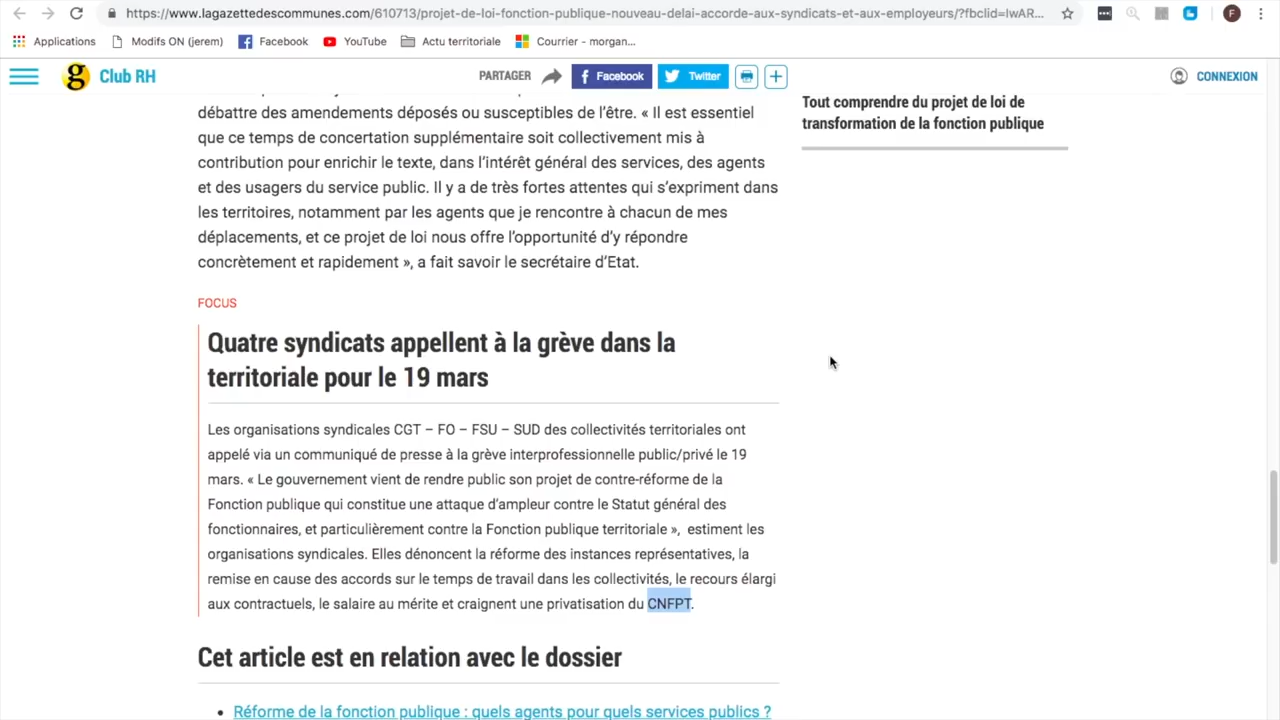 https://www.lagazettedescommunes.com/610713/projet-de-loi-fonction-publique-nouveau-delai-accorde-aux-syndicats-et-aux-employeurs/?fbclid=IwAR...
F
Applications Modifs ON (jerem) Facebook YouTube Actu territoriale Courrier - morgan...
g Club RH PARTAGER Facebook Twitter CONNEXION
débattre des amendements déposés ou susceptibles de l'être. « Il est essentiel
que ce temps de concertation supplémentaire soit collectivement mis à
contribution pour enrichir le texte, dans l'intérêt général des services, des agents
et des usagers du service public. Il y a de très fortes attentes qui s'expriment dans
les territoires, notamment par les agents que je rencontre à chacun de mes
déplacements, et ce projet de loi nous offre l'opportunité d'y répondre
concrètement et rapidement », a fait savoir le secrétaire d'Etat.
Tout comprendre du projet de loi de
transformation de la fonction publique
FOCUS
Quatre syndicats appellent à la grève dans la
territoriale pour le 19 mars
Les organisations syndicales CGT – FO – FSU – SUD des collectivités territoriales ont
appelé via un communiqué de presse à la grève interprofessionnelle public/privé le 19
mars. « Le gouvernement vient de rendre public son projet de contre-réforme de la
Fonction publique qui constitue une attaque d'ampleur contre le Statut général des
fonctionnaires, et particulièrement contre la Fonction publique territoriale », estiment les
organisations syndicales. Elles dénoncent la réforme des instances représentatives, la
remise en cause des accords sur le temps de travail dans les collectivités, le recours élargi
aux contractuels, le salaire au mérite et craignent une privatisation du CNFPT.
Cet article est en relation avec le dossier
• Réforme de la fonction publique : quels agents pour quels services publics ?